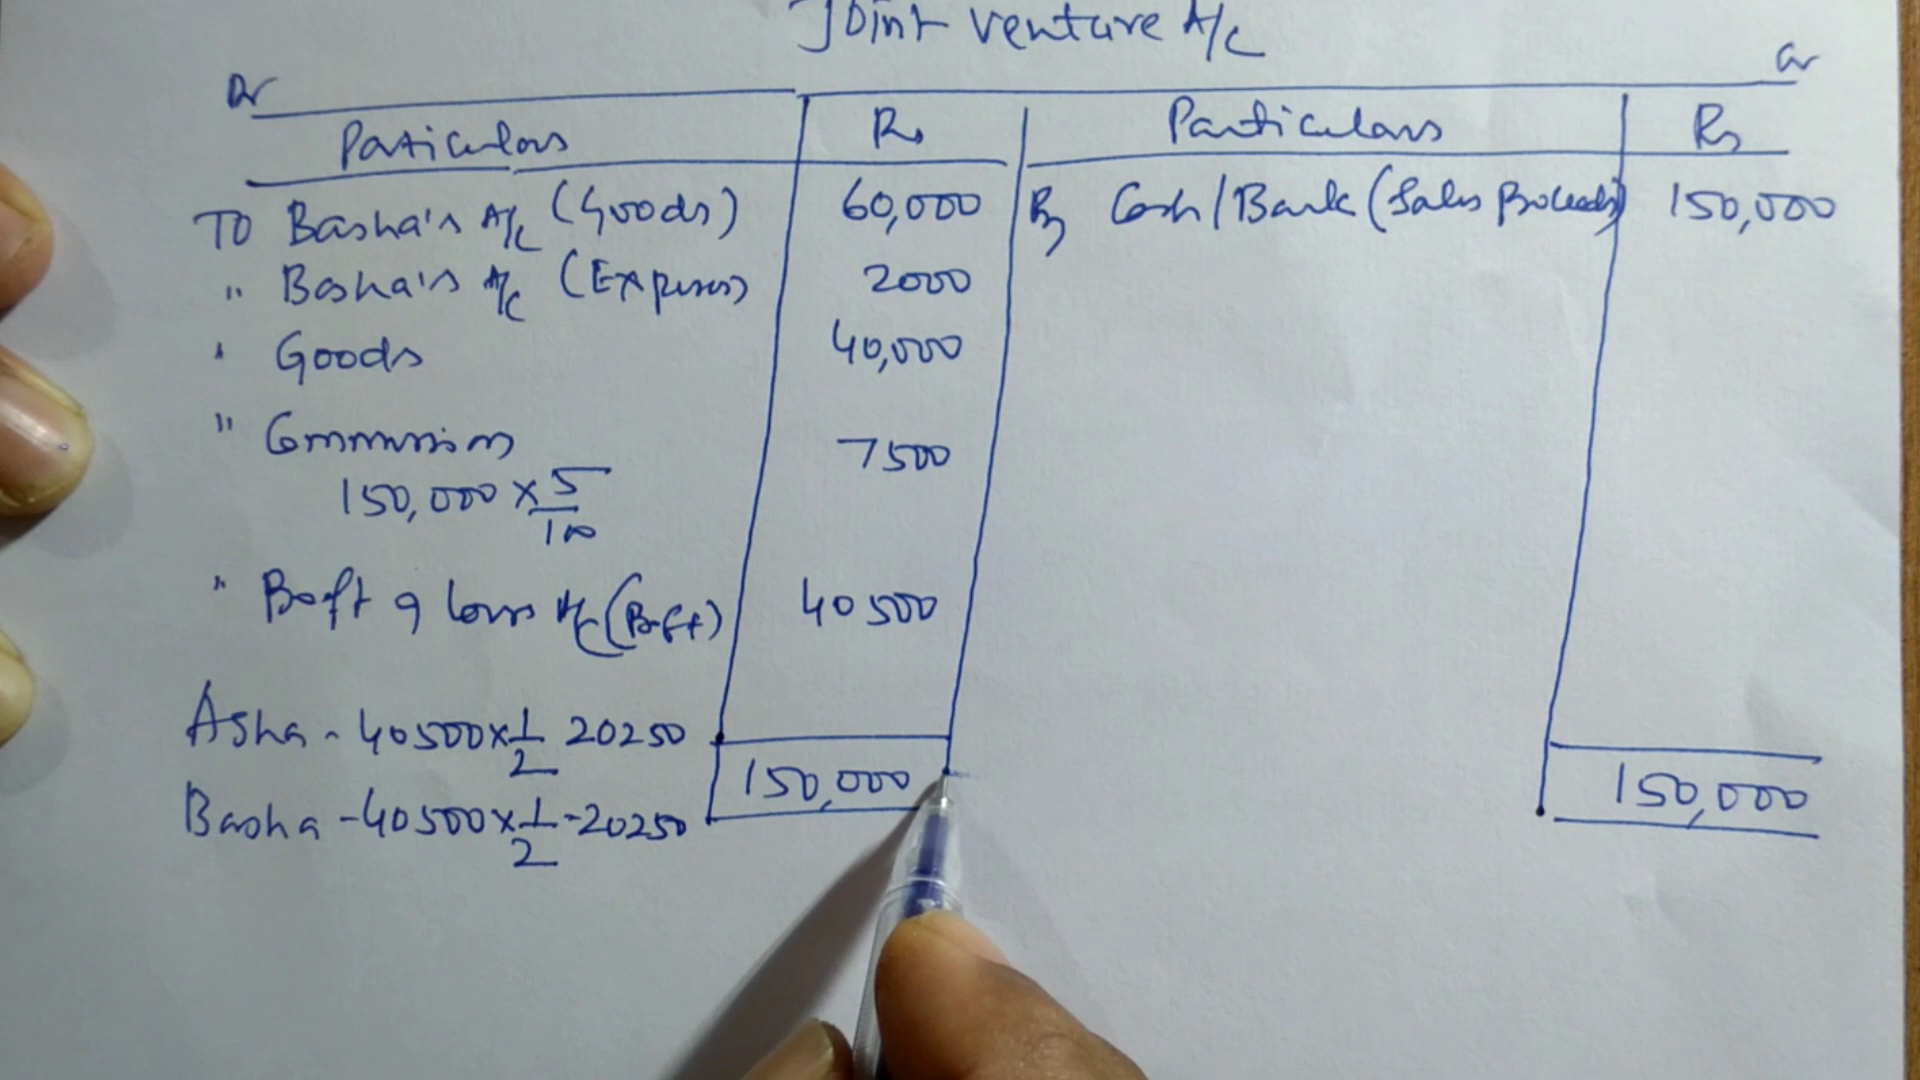 Joint Venture A/c
Dr Cr
Paticulars Rs Particulars Rs
To Basha's A/c (Goods) 60,000 By Cash/Bank (Sales Proceeds) 150,000
" Basha's A/c (Expenses) 2000
" Goods 40,000
" Commission 7500
150,000 × 5/100
" Profit & Loss A/c (Profit) 40500
Asha - 40500 × 1/2 20250
150,000 150,000
Basha - 40500 × 1/2 - 20250